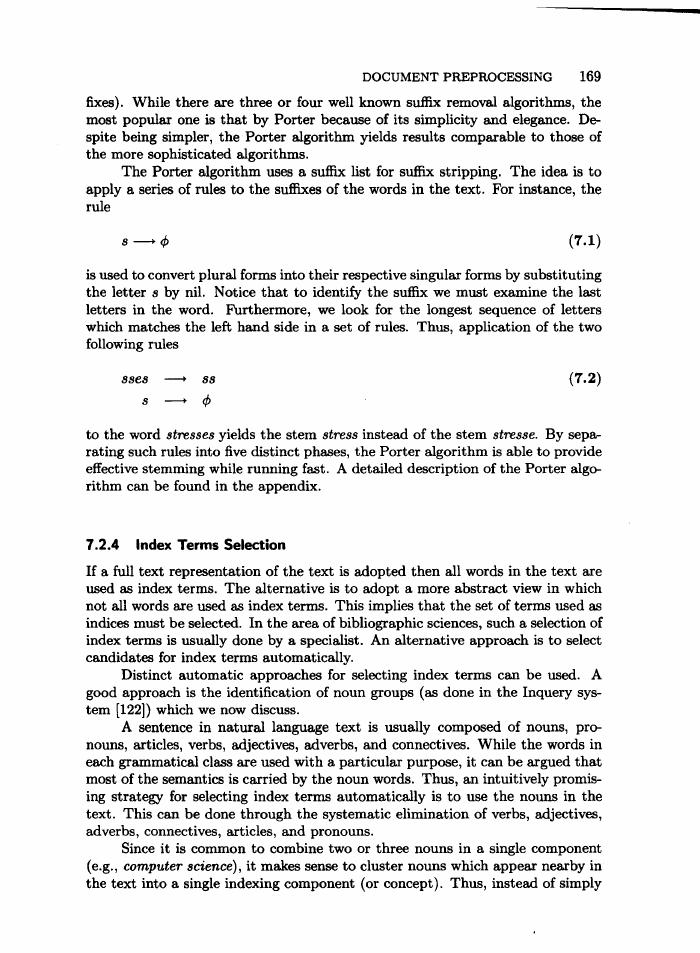 DOCUMENT PREPROCESSING 169
fixes). While there are three or four well known suffix removal algorithms, the
most popular one is that by Porter because of its simplicity and elegance. De-
spite being simpler, the Porter algorithm yields results comparable to those of
the more sophisticated algorithms.
The Porter algorithm uses a suffix list for suffix stripping. The idea is to
apply a series of rules to the suffixes of the words in the text. For instance, the
rule
s ⟶ ϕ (7.1)
is used to convert plural forms into their respective singular forms by substituting
the letter s by nil. Notice that to identify the suffix we must examine the last
letters in the word. Furthermore, we look for the longest sequence of letters
which matches the left hand side in a set of rules. Thus, application of the two
following rules
sses ⟶ ss (7.2)
s ⟶ ϕ
to the word stresses yields the stem stress instead of the stem stresse. By sepa-
rating such rules into five distinct phases, the Porter algorithm is able to provide
effective stemming while running fast. A detailed description of the Porter algo-
rithm can be found in the appendix.
7.2.4 Index Terms Selection
If a full text representation of the text is adopted then all words in the text are
used as index terms. The alternative is to adopt a more abstract view in which
not all words are used as index terms. This implies that the set of terms used as
indices must be selected. In the area of bibliographic sciences, such a selection of
index terms is usually done by a specialist. An alternative approach is to select
candidates for index terms automatically.
Distinct automatic approaches for selecting index terms can be used. A
good approach is the identification of noun groups (as done in the Inquery sys-
tem [122]) which we now discuss.
A sentence in natural language text is usually composed of nouns, pro-
nouns, articles, verbs, adjectives, adverbs, and connectives. While the words in
each grammatical class are used with a particular purpose, it can be argued that
most of the semantics is carried by the noun words. Thus, an intuitively promis-
ing strategy for selecting index terms automatically is to use the nouns in the
text. This can be done through the systematic elimination of verbs, adjectives,
adverbs, connectives, articles, and pronouns.
Since it is common to combine two or three nouns in a single component
(e.g., computer science), it makes sense to cluster nouns which appear nearby in
the text into a single indexing component (or concept). Thus, instead of simply